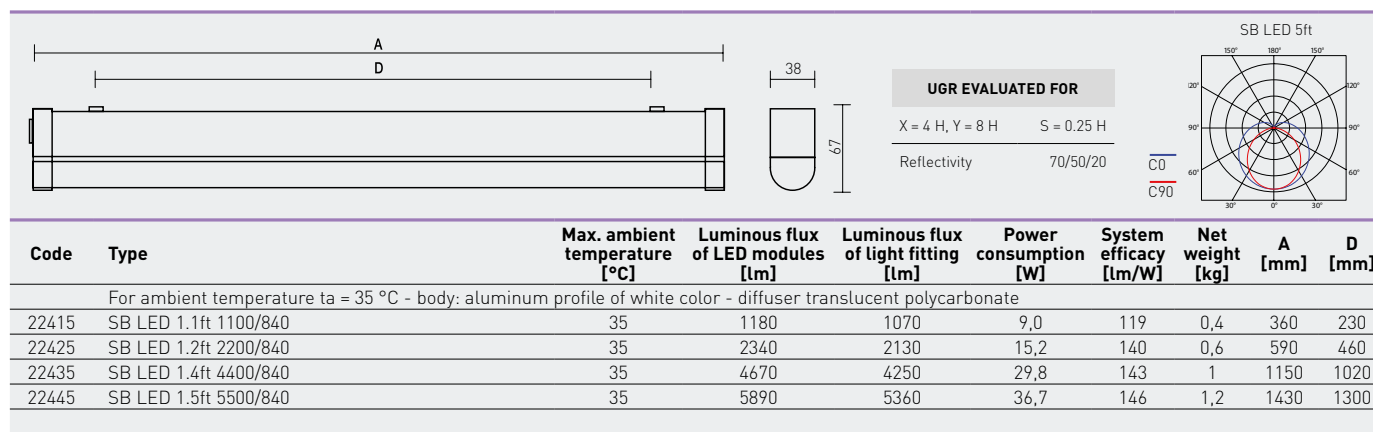 SB LED 5ft
A
D
38
67
UGR EVALUATED FOR
X = 4 H, Y = 8 H S = 0.25 H
Reflectivity 70/50/20
150° 180° 150°
120° 120°
90° 90°
60° 60°
30° 0° 30°
C0
C90
Code Type Max. ambient temperature [°C] Luminous flux of LED modules [lm] Luminous flux of light fitting [lm] Power consumption [W] System efficacy [lm/W] Net weight [kg] A [mm] D [mm]
For ambient temperature ta = 35 °C - body: aluminum profile of white color - diffuser translucent polycarbonate
22415 SB LED 1.1ft 1100/840 35 1180 1070 9,0 119 0,4 360 230
22425 SB LED 1.2ft 2200/840 35 2340 2130 15,2 140 0,6 590 460
22435 SB LED 1.4ft 4400/840 35 4670 4250 29,8 143 1 1150 1020
22445 SB LED 1.5ft 5500/840 35 5890 5360 36,7 146 1,2 1430 1300